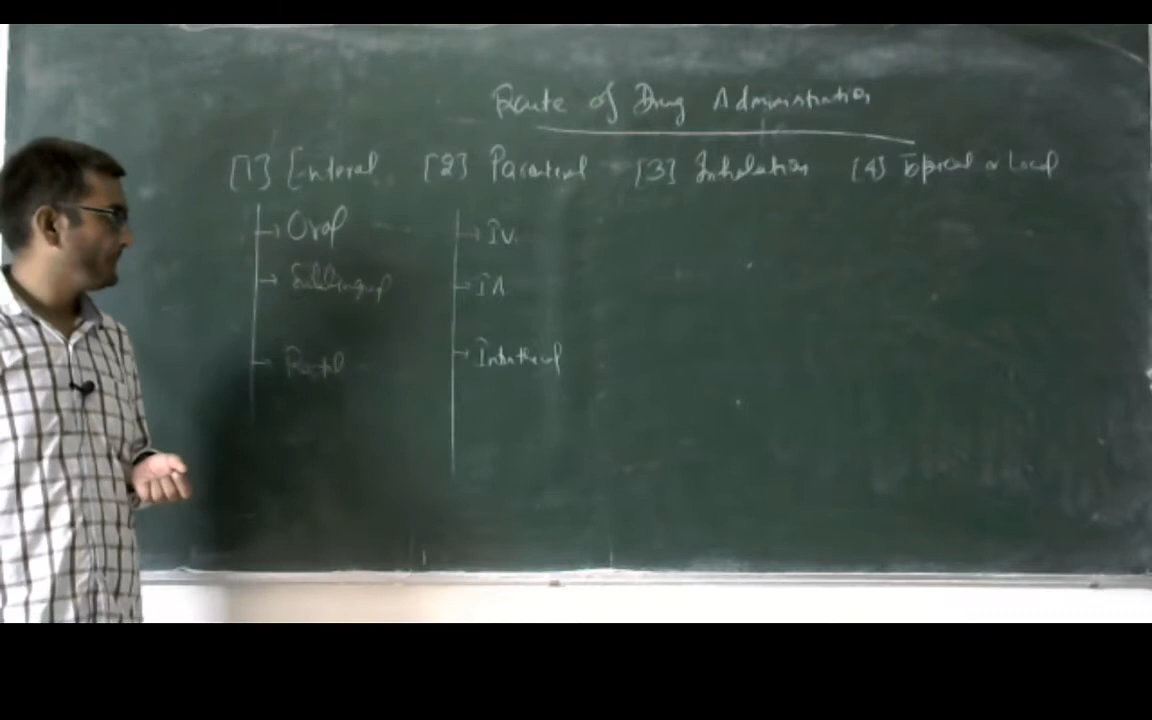 Route of Drug Administration
[1] Enteral [2] Parenteral [3] Inhalation [4] Topical or Local
Oral
IV.
Sublingual
IA
Rectal
Intrathecal